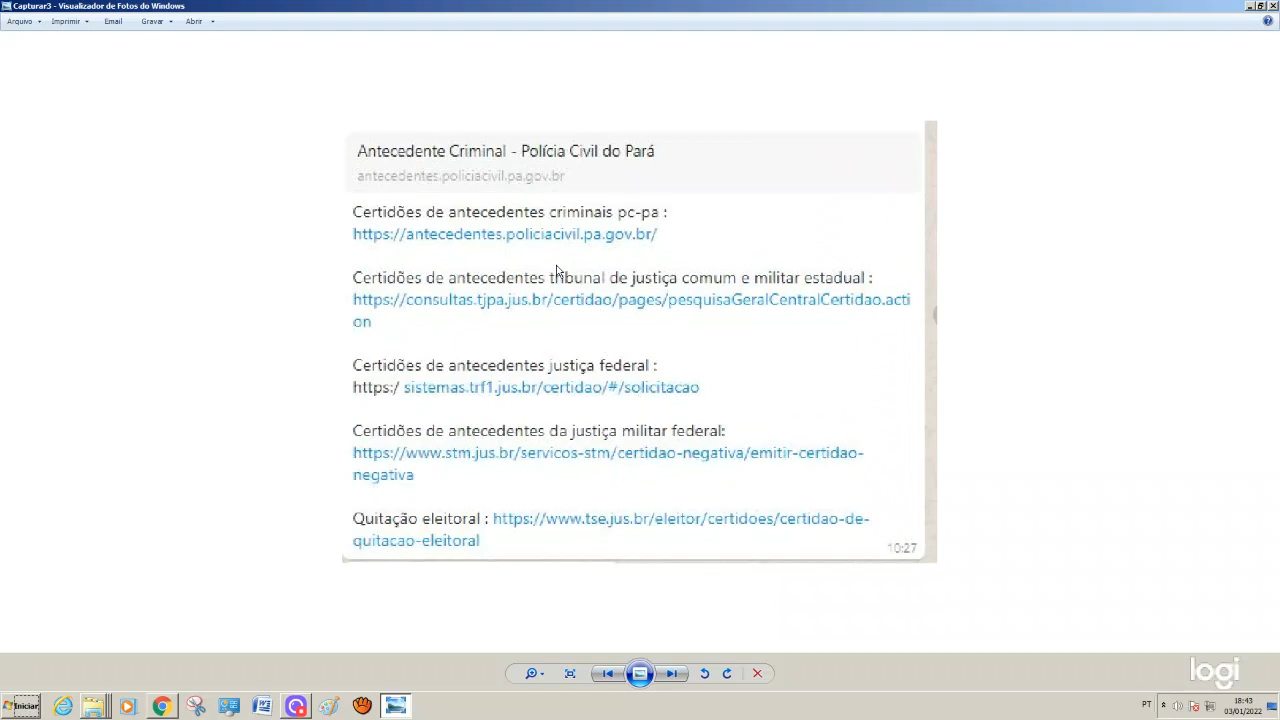 Capturar3 - Visualizador de Fotos do Windows
Arquivo Imprimir Email Gravar Abrir
Antecedente Criminal - Polícia Civil do Pará
antecedentes.policiacivil.pa.gov.br
Certidões de antecedentes criminais pc-pa :
https://antecedentes.policiacivil.pa.gov.br/
Certidões de antecedentes tribunal de justiça comum e militar estadual :
https://consultas.tjpa.jus.br/certidao/pages/pesquisaGeralCentralCertidao.acti
on
Certidões de antecedentes justiça federal :
https:/ sistemas.trf1.jus.br/certidao/#/solicitacao
Certidões de antecedentes da justiça militar federal:
https://www.stm.jus.br/servicos-stm/certidao-negativa/emitir-certidao-
negativa
Quitação eleitoral : https://www.tse.jus.br/eleitor/certidoes/certidao-de-
quitacao-eleitoral
10:27
logi
Iniciar
PT
18:43
03/01/2022